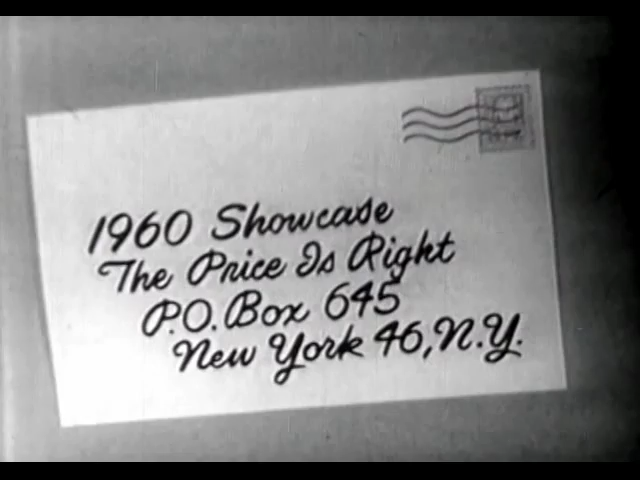 1960 Showcase
The Price Is Right
P.O. Box 645
New York 46, N.Y.